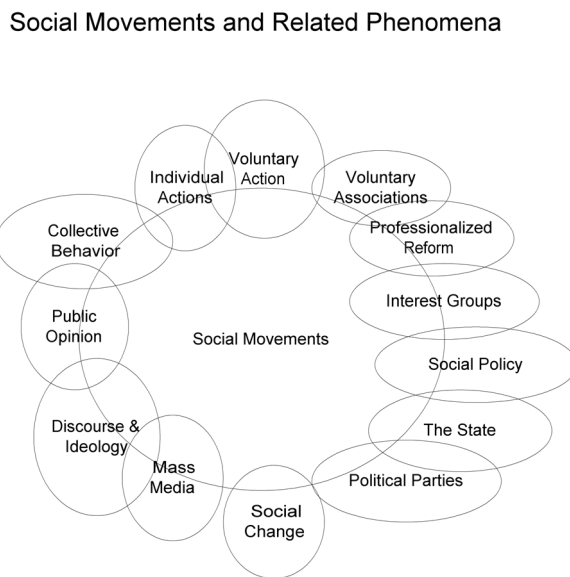 Social Movements and Related Phenomena
Voluntary
Action
Individual
Actions
Voluntary
Associations
Professionalized
Reform
Collective
Behavior
Interest Groups
Public
Opinion
Social Movements
Social Policy
Discourse &
Ideology
The State
Mass
Media
Political Parties
Social
Change